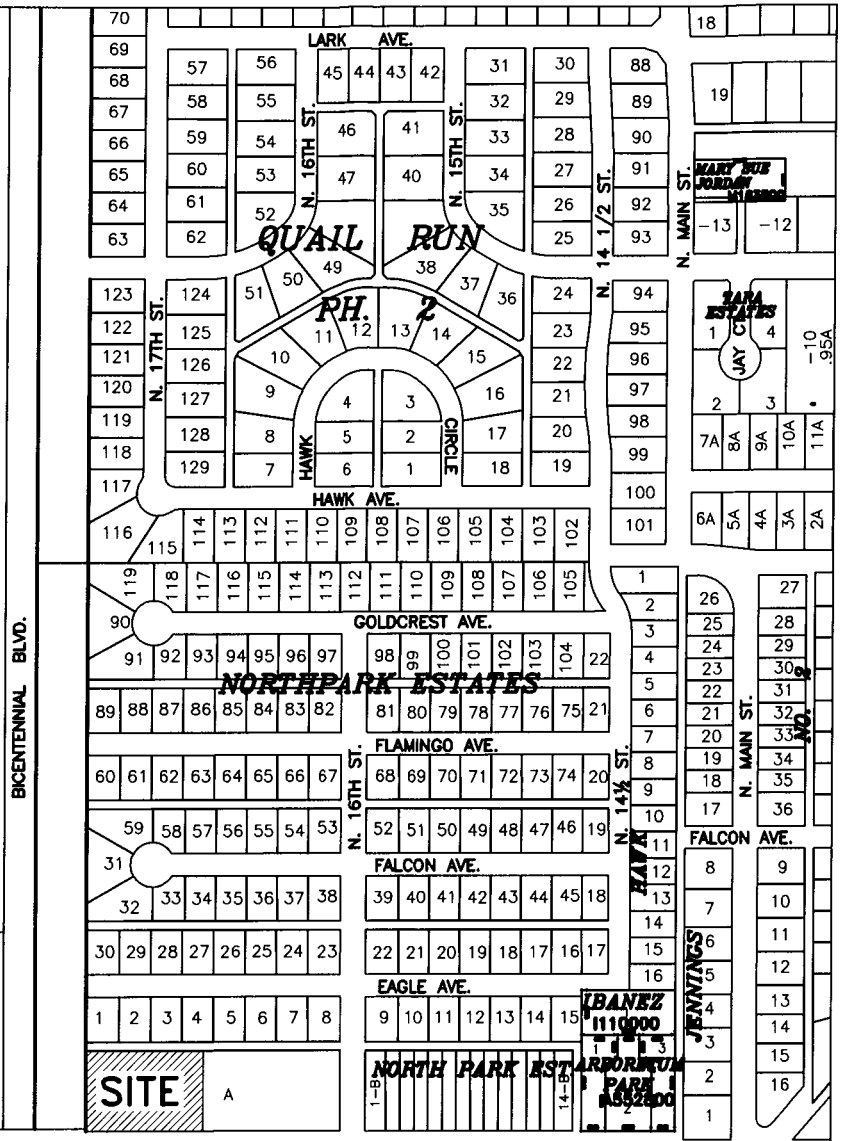 70 18
LARK AVE.
69
57 56 45 44 43 42 31 30 88
68 19
58 55 32 29 89
67
N. 16TH ST. N. 15TH ST.
46 41
66 59 54 33 28 90
65 60 53 47 40 34 27 91
MARY SUE
JORDAN
64 61 52 35 26 92
N. 14 1/2 ST. N. MAIN ST.
63 62 25 93 -13 -12
QUAIL RUN
51 50 49 38 37 36
123 124 24 94
PH. 2
ZARA
ESTATES
1 4
JAY
-10
.95A
N. 17TH ST.
122 125 11 12 13 14 23 95
121 126 10 15 22 96
120 127 9 4 3 16 21 97
2 3
119 20 98
118 128 8 5 2 17 99
7A 8A 9A 10A 11A
129 7 6 1 18 19
HAWK CIRCLE
117 100
HAWK AVE.
116 115 114 113 112 111 110 109 108 107 106 105 104 103 102 101
6A 5A 4A 3A 2A
BICENTENNIAL BLVD.
119 118 117 116 115 114 113 112 111 110 109 108 107 106 105
1 26 27
2
90 GOLDCREST AVE.
3 25 28
91 92 93 94 95 96 97 98 99 100 101 102 103 104 22
4 24 29
23 30
NORTHPARK ESTATES
5 22 31
89 88 87 86 85 84 83 82 81 80 79 78 77 76 75 21
6 21 32
NO. 2
N. MAIN ST.
FLAMINGO AVE.
7 20 33
8 19 34
60 61 62 63 64 65 66 67 68 69 70 71 72 73 74 20
9 18 35
N. 16TH ST. N. 14½ ST.
10 17 36
59 58 57 56 55 54 53 52 51 50 49 48 47 46 19
HAWK
11 FALCON AVE.
31 FALCON AVE.
12 8 9
32 33 34 35 36 37 38 39 40 41 42 43 44 45 18
13 7 10
14
JENNINGS
6 11
30 29 28 27 26 25 24 23 22 21 20 19 18 17 16 17
15 5 12
16
EAGLE AVE.
IBANEZ
I110000
4 13
1 2 3 4 5 6 7 8 9 10 11 12 13 14 15
3 14
1 3
2 15
SITE A
NORTH PARK EST.
1-B 14-B
ARBORETUM
PARK
2
16
1